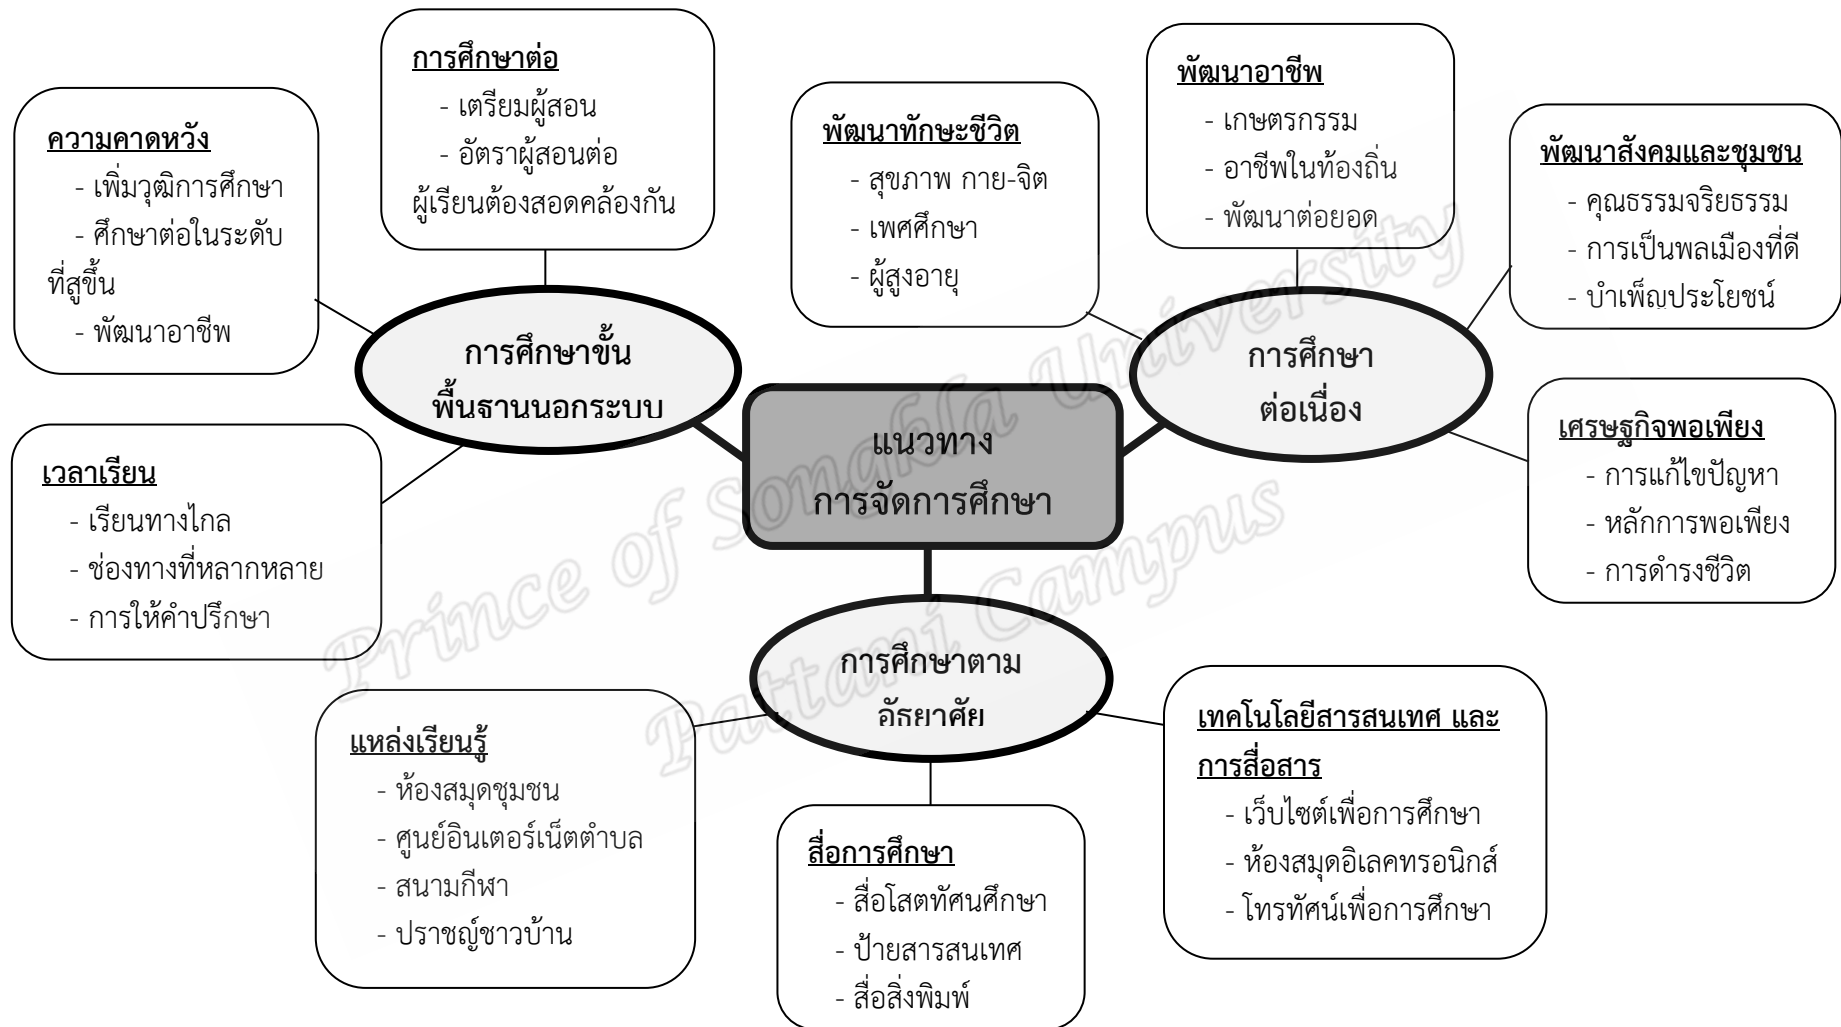 การศึกษาต่อ
- เตรียมผู้สอน
- อัตราผู้สอนต่อ
ผู้เรียนต้องสอดคล้องกัน
ความคาดหวัง
- เพิ่มวุฒิการศึกษา
- ศึกษาต่อในระดับ
ที่สูขึ้น
- พัฒนาอาชีพ
พัฒนาทักษะชีวิต
- สุขภาพ กาย-จิต
- เพศศึกษา
- ผู้สูงอายุ
พัฒนาอาชีพ
- เกษตรกรรม
- อาชีพในท้องถิ่น
- พัฒนาต่อยอด
พัฒนาสังคมและชุมชน
- คุณธรรมจริยธรรม
- การเป็นพลเมืองที่ดี
- บำเพ็ญประโยชน์
การศึกษาขั้น
พื้นฐานนอกระบบ
การศึกษา
ต่อเนื่อง
แนวทาง
การจัดการศึกษา
เวลาเรียน
- เรียนทางไกล
- ช่องทางที่หลากหลาย
- การให้คำปรึกษา
เศรษฐกิจพอเพียง
- การแก้ไขปัญหา
- หลักการพอเพียง
- การดำรงชีวิต
การศึกษาตาม
อัธยาศัย
แหล่งเรียนรู้
- ห้องสมุดชุมชน
- ศูนย์อินเตอร์เน็ตตำบล
- สนามกีฬา
- ปราชญ์ชาวบ้าน
สื่อการศึกษา
- สื่อโสตทัศนศึกษา
- ป้ายสารสนเทศ
- สื่อสิ่งพิมพ์
เทคโนโลยีสารสนเทศ และ
การสื่อสาร
- เว็บไซต์เพื่อการศึกษา
- ห้องสมุดอิเลคทรอนิกส์
- โทรทัศน์เพื่อการศึกษา
Prince of Songkla University
Pattani Campus